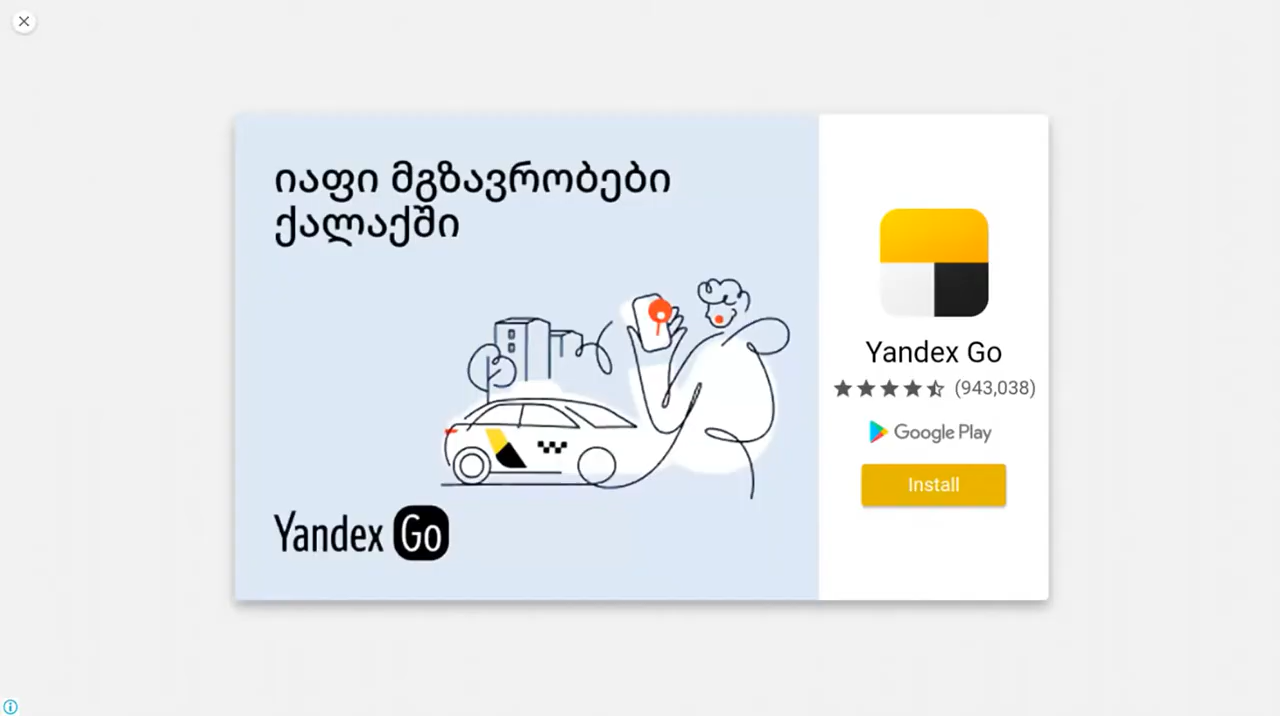 იაფი მგზავრობები
ქალაქში
Yandex Go
Yandex Go
(943,038)
Google Play
Install